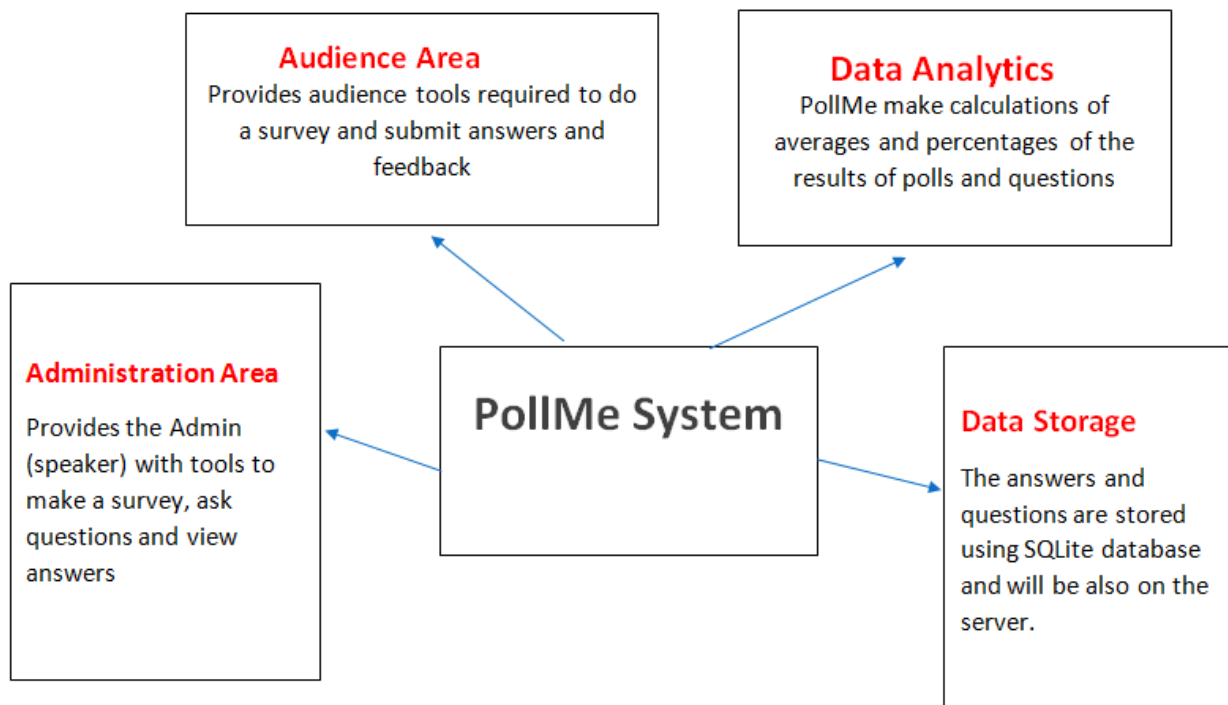 Audience Area
Provides audience tools required to do
a survey and submit answers and
feedback
Data Analytics
PollMe make calculations of
averages and percentages of the
results of polls and questions
Administration Area
Provides the Admin
(speaker) with tools to
make a survey, ask
questions and view
answers
PollMe System
Data Storage
The answers and
questions are stored
using SQLite database
and will be also on the
server.